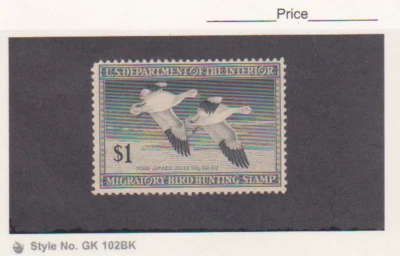 Price
U.S. DEPARTMENT OF THE INTERIOR
$1
MIGRATORY BIRD HUNTING STAMP
Style No. GK 102BK